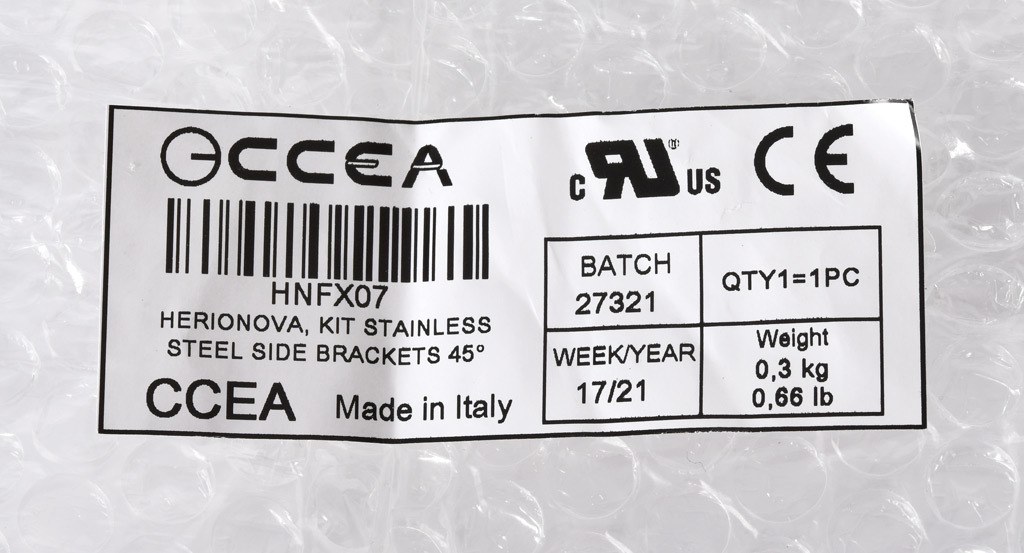 CCEA
HNFX07
HERIONOVA, KIT STAINLESS
STEEL SIDE BRACKETS 45°
CCEA Made in Italy
C RU ® US CE
BATCH
27321
QTY1=1PC
WEEK/YEAR
17/21
Weight
0,3 kg
0,66 lb